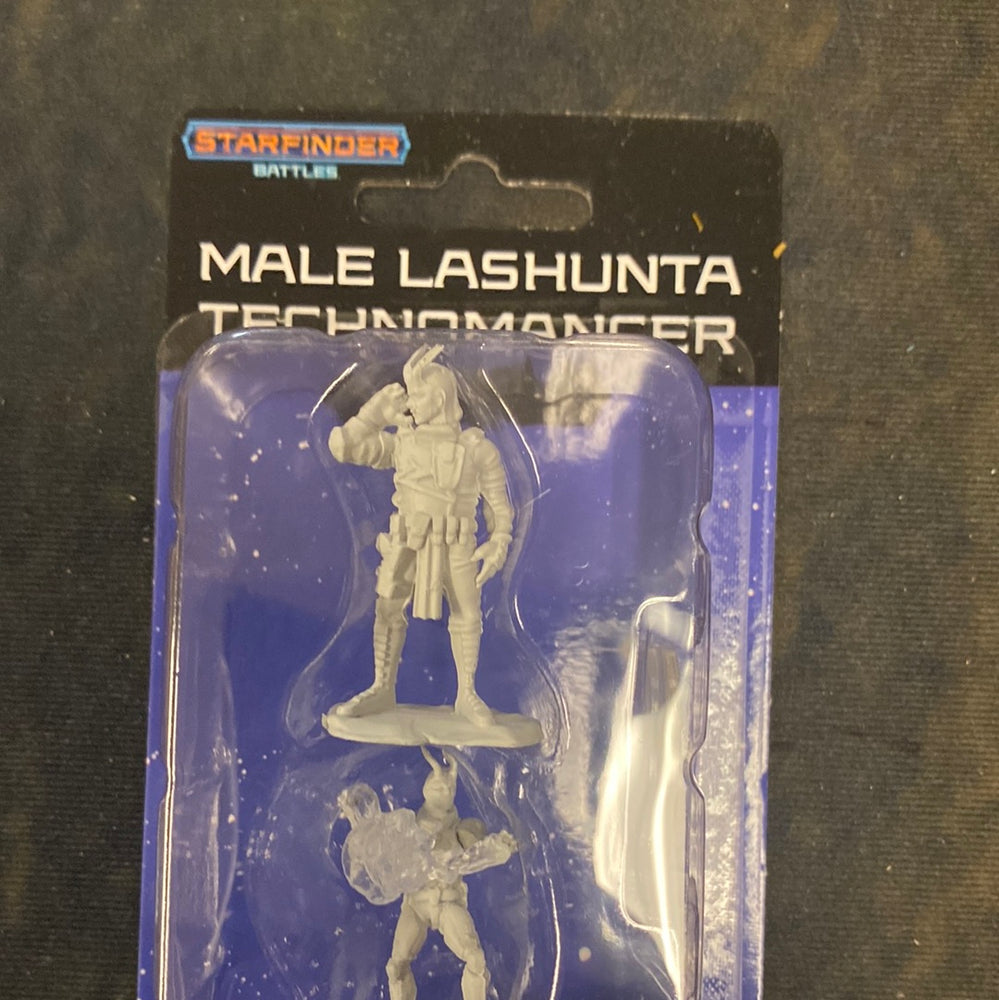 STARFINDER
BATTLES
MALE LASHUNTA
TECHNOMANCER